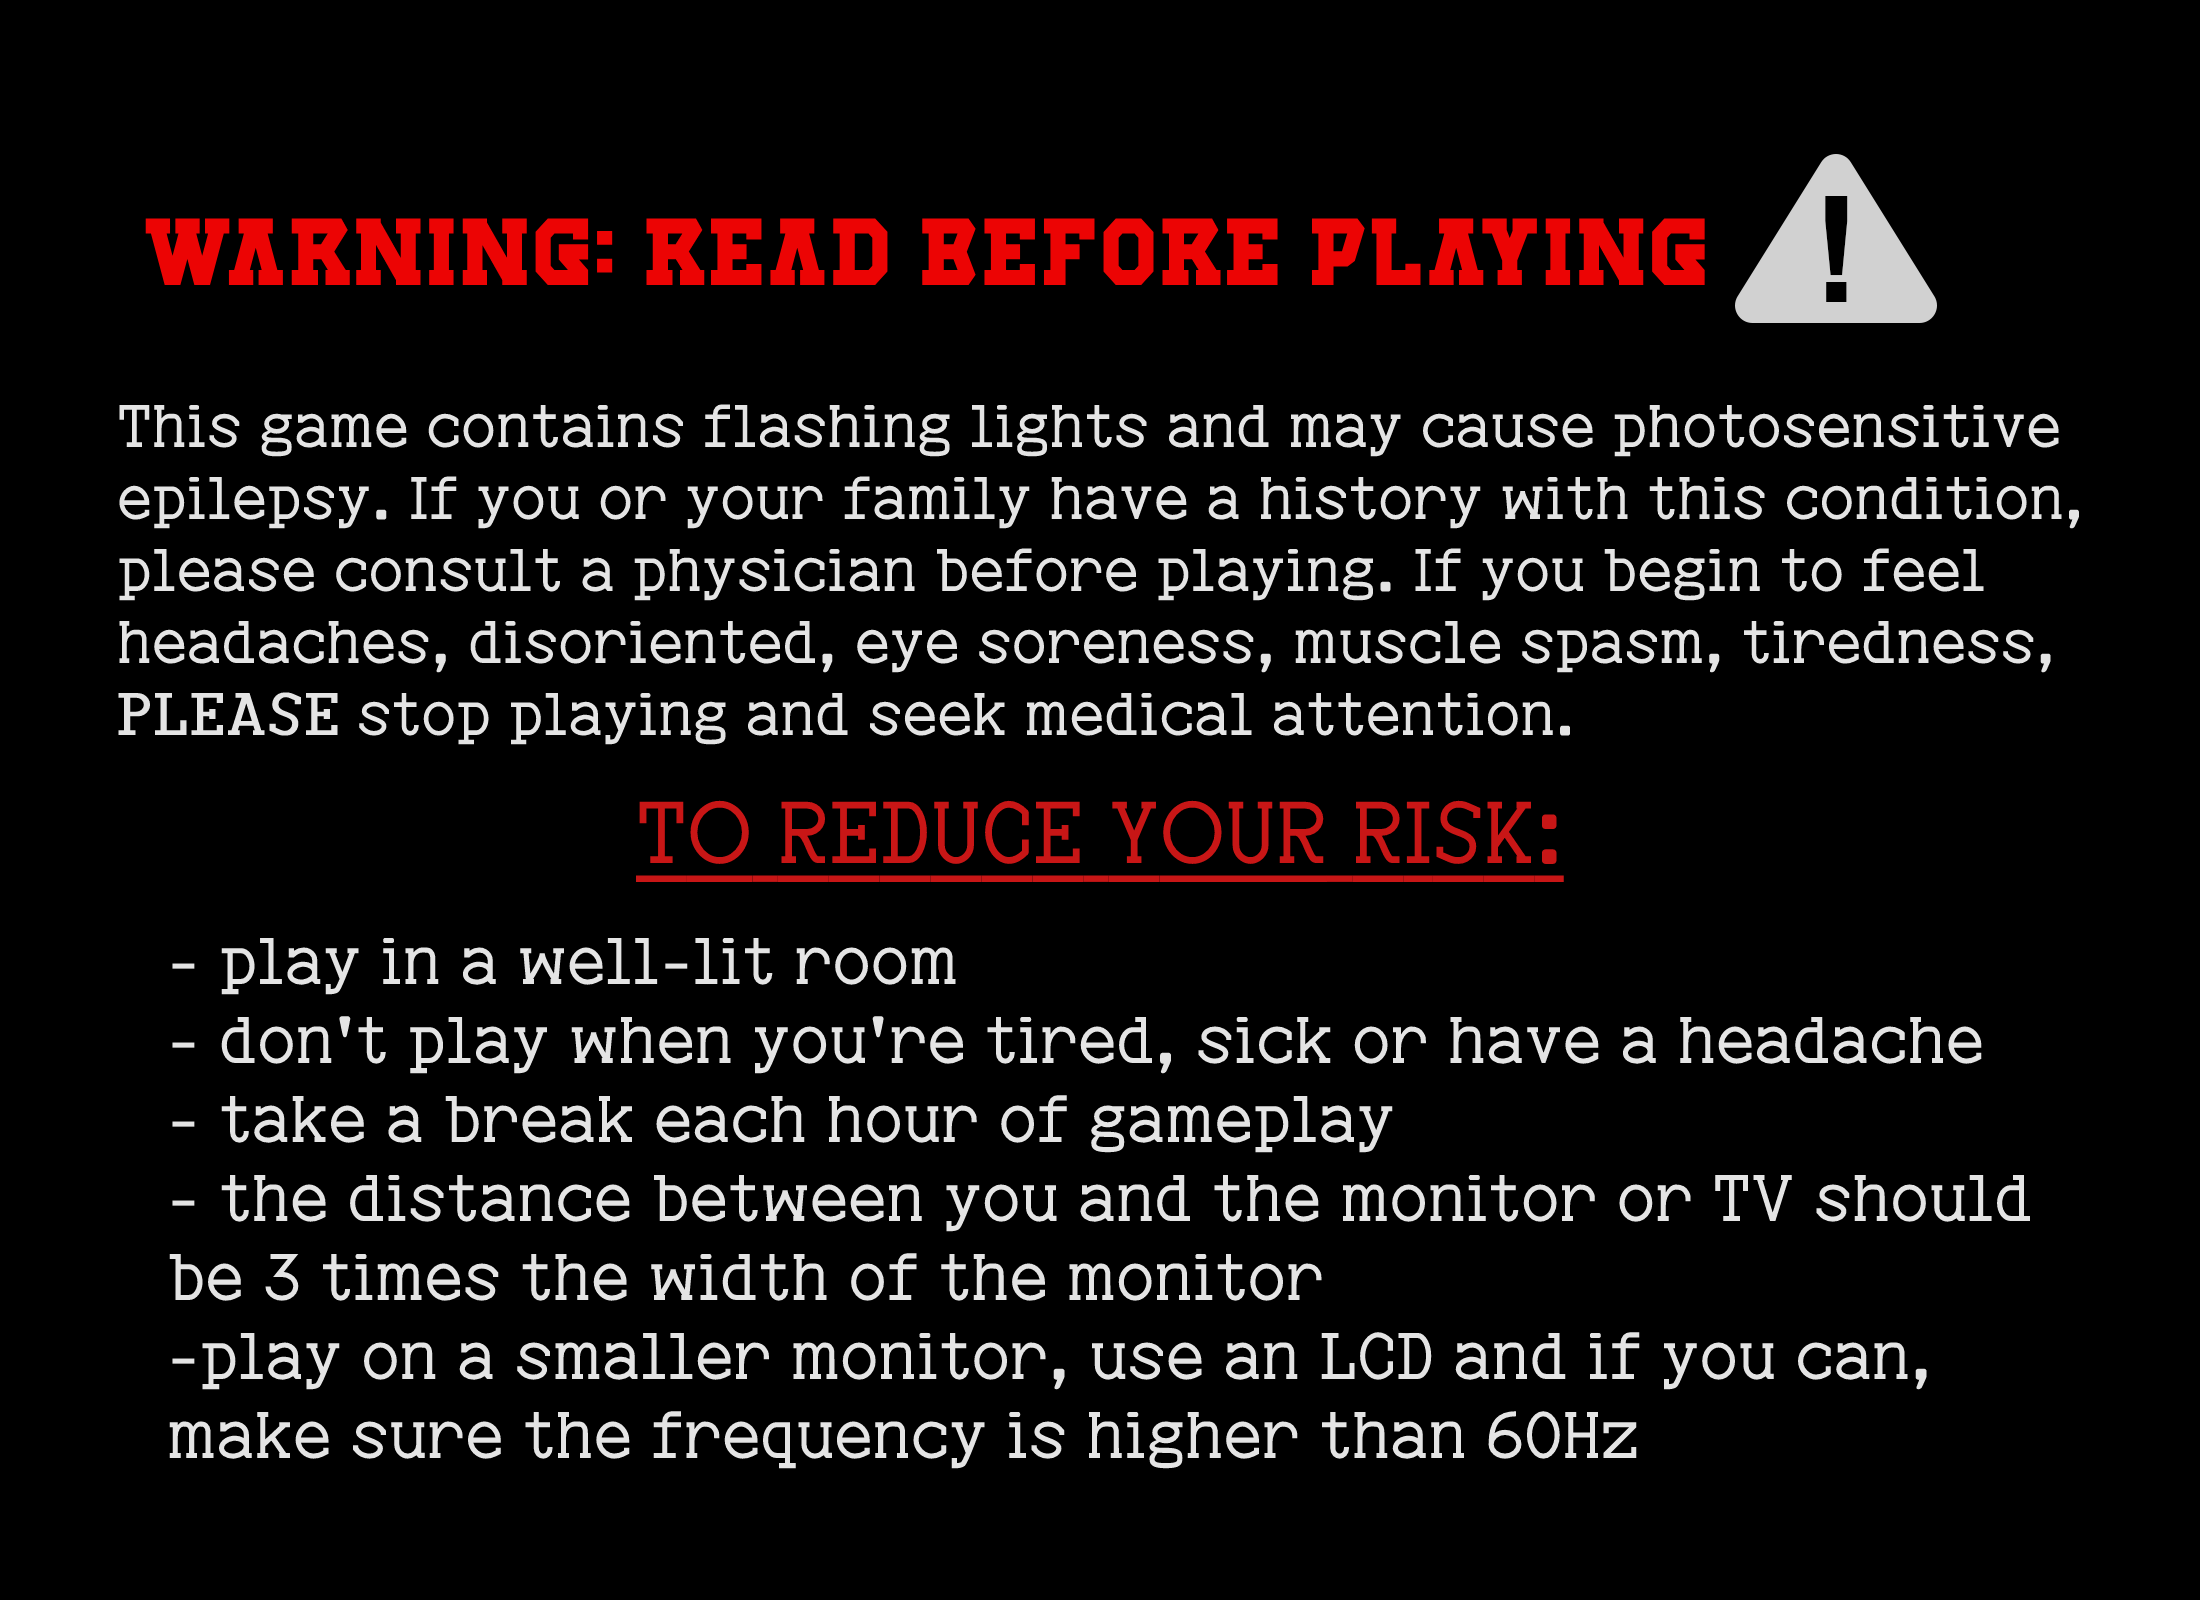 WARNING: READ BEFORE PLAYING !
This game contains flashing lights and may cause photosensitive
epilepsy. If you or your family have a history with this condition,
please consult a physician before playing. If you begin to feel
headaches, disoriented, eye soreness, muscle spasm, tiredness,
PLEASE stop playing and seek medical attention.
TO REDUCE YOUR RISK:
- play in a well-lit room
- don't play when you're tired, sick or have a headache
- take a break each hour of gameplay
- the distance between you and the monitor or TV should
be 3 times the width of the monitor
-play on a smaller monitor, use an LCD and if you can,
make sure the frequency is higher than 60Hz